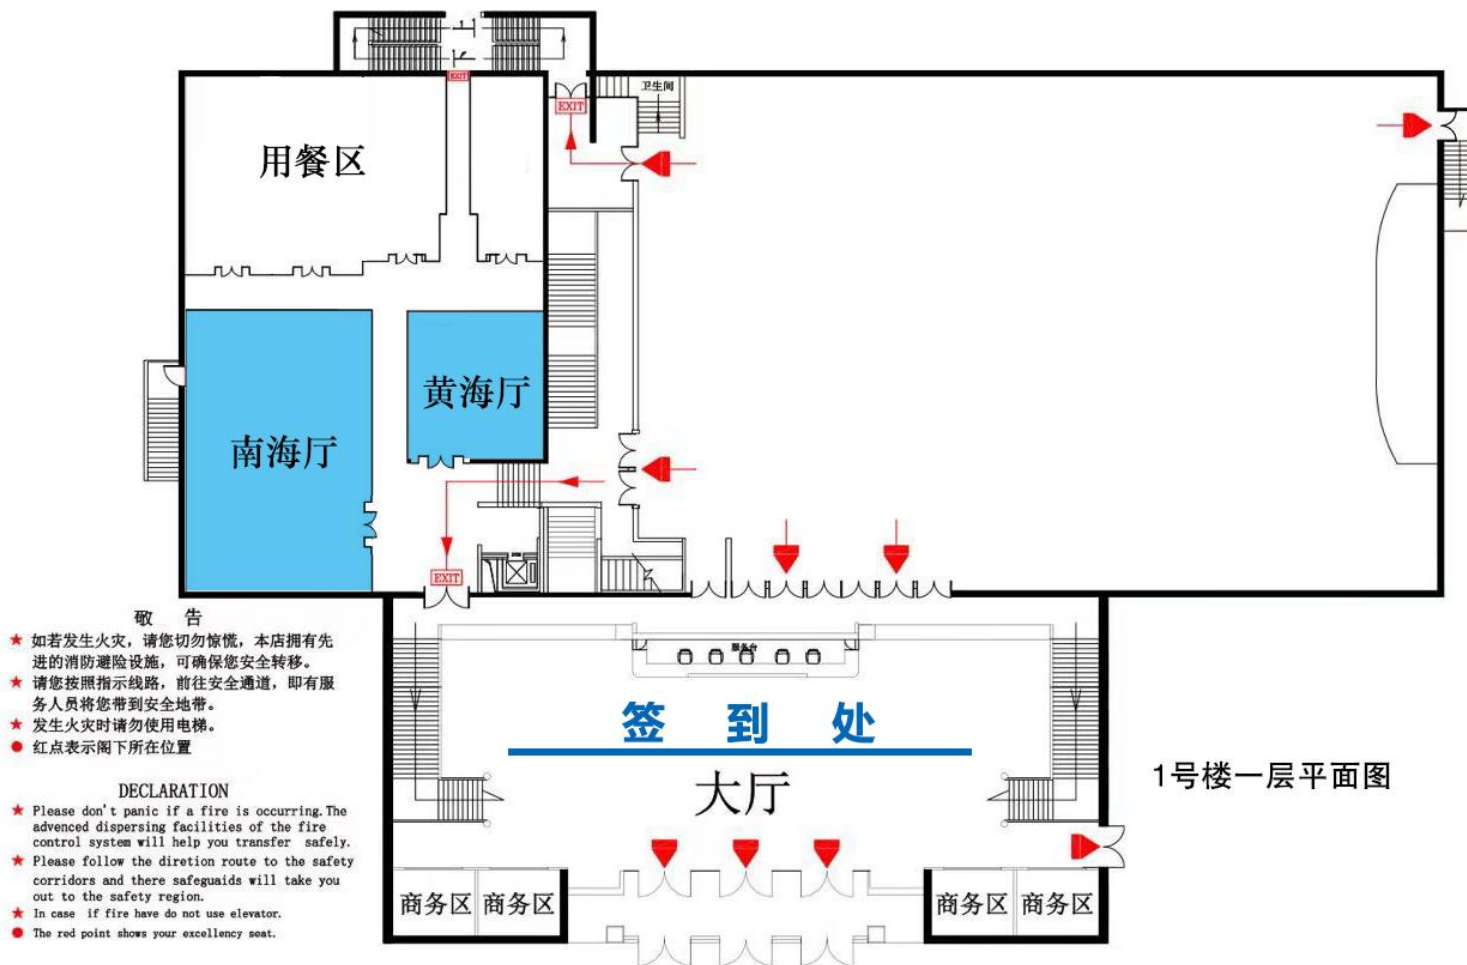 EXIT
卫生间
EXIT
用餐区
黄海厅
南海厅
EXIT
敬 告
★ 如若发生火灾，请您切勿惊慌，本店拥有先
进的消防避险设施，可确保您安全转移。
★ 请您按照指示线路，前往安全通道，即有服
务人员将您带到安全地带。
★ 发生火灾时请勿使用电梯。
● 红点表示阁下所在位置
服务台
签 到 处
大厅
1号楼一层平面图
DECLARATION
★ Please don't panic if a fire is occurring.The
advanced dispersing facilities of the fire
control system will help you transfer safely.
★ Please follow the diretion route to the safety
corridors and there safeguaids will take you
out to the safety region.
★ In case if fire have do not use elevator.
● The red point shows your excellency seat.
商务区 商务区 商务区 商务区